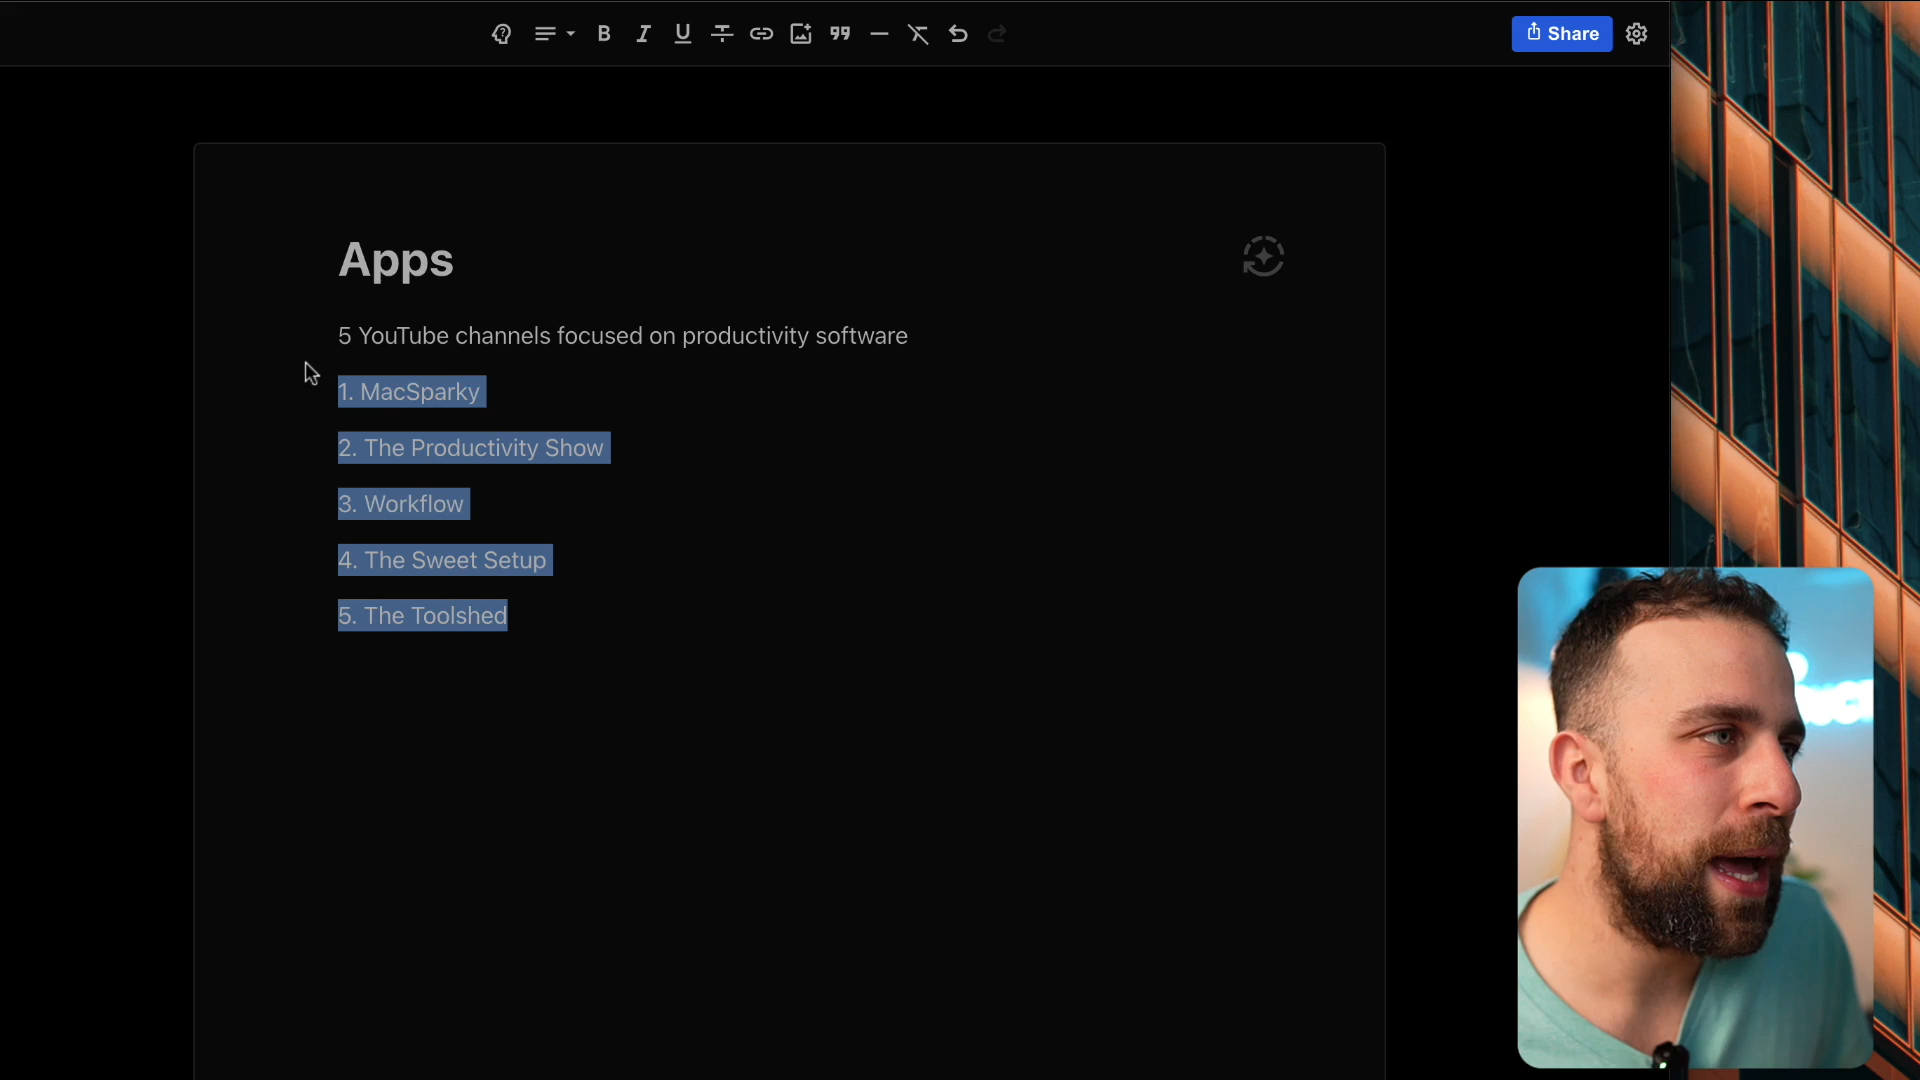 Share
Apps
5 YouTube channels focused on productivity software
1. MacSparky
2. The Productivity Show
3. Workflow
4. The Sweet Setup
5. The Toolshed